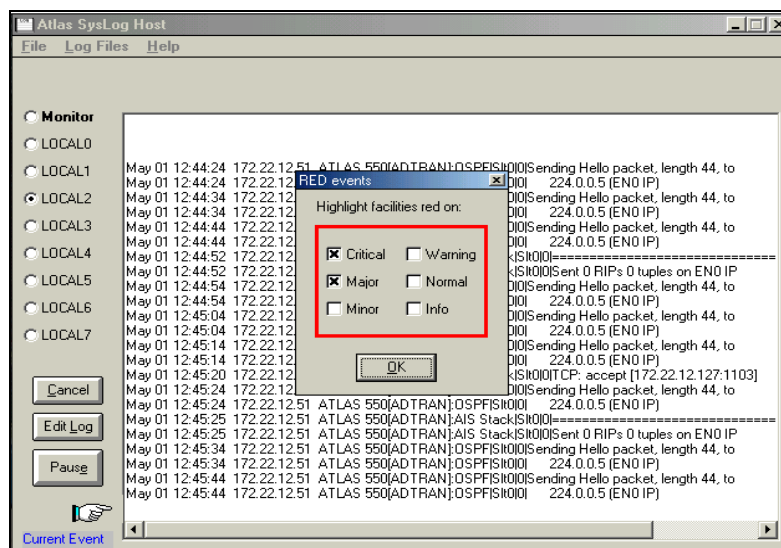 Atlas SysLog Host
File Log Files Help
Monitor
LOCAL0
LOCAL1
LOCAL2
LOCAL3
LOCAL4
LOCAL5
LOCAL6
LOCAL7
Cancel
Edit Log
Pause
Current Event
May 01 12:44:24 172.22.12.51 ATLAS 550[ADTRAN]:OSPF|Slt0|0|Sending Hello packet, length 44, to
May 01 12:44:24 172.22.12. 0|0| 224.0.0.5 (EN0 IP)
May 01 12:44:34 172.22.12. 0|0|Sending Hello packet, length 44, to
May 01 12:44:34 172.22.12. 0|0| 224.0.0.5 (EN0 IP)
May 01 12:44:44 172.22.12. 0|0|Sending Hello packet, length 44, to
May 01 12:44:44 172.22.12. 0|0| 224.0.0.5 (EN0 IP)
May 01 12:44:52 172.22.12. k|Slt0|0|==============================
May 01 12:44:52 172.22.12. k|Slt0|0|Sent 0 RIPs 0 tuples on EN0 IP
May 01 12:44:54 172.22.12. 0|0|Sending Hello packet, length 44, to
May 01 12:44:54 172.22.12. 0|0| 224.0.0.5 (EN0 IP)
May 01 12:45:04 172.22.12. 0|0|Sending Hello packet, length 44, to
May 01 12:45:04 172.22.12. 0|0| 224.0.0.5 (EN0 IP)
May 01 12:45:14 172.22.12. 0|0|Sending Hello packet, length 44, to
May 01 12:45:14 172.22.12. 0|0| 224.0.0.5 (EN0 IP)
May 01 12:45:20 172.22.12. k|Slt0|0|TCP: accept [172.22.12.127:1103]
May 01 12:45:24 172.22.12. 0|0|Sending Hello packet, length 44, to
May 01 12:45:24 172.22.12.51 ATLAS 550[ADTRAN]:OSPF|Slt0|0| 224.0.0.5 (EN0 IP)
May 01 12:45:25 172.22.12.51 ATLAS 550[ADTRAN]:AIS Stack|Slt0|0|==============================
May 01 12:45:25 172.22.12.51 ATLAS 550[ADTRAN]:AIS Stack|Slt0|0|Sent 0 RIPs 0 tuples on EN0 IP
May 01 12:45:34 172.22.12.51 ATLAS 550[ADTRAN]:OSPF|Slt0|0|Sending Hello packet, length 44, to
May 01 12:45:34 172.22.12.51 ATLAS 550[ADTRAN]:OSPF|Slt0|0| 224.0.0.5 (EN0 IP)
May 01 12:45:44 172.22.12.51 ATLAS 550[ADTRAN]:OSPF|Slt0|0|Sending Hello packet, length 44, to
May 01 12:45:44 172.22.12.51 ATLAS 550[ADTRAN]:OSPF|Slt0|0| 224.0.0.5 (EN0 IP)
RED events
Highlight facilities red on:
Critical Warning
Major Normal
Minor Info
OK